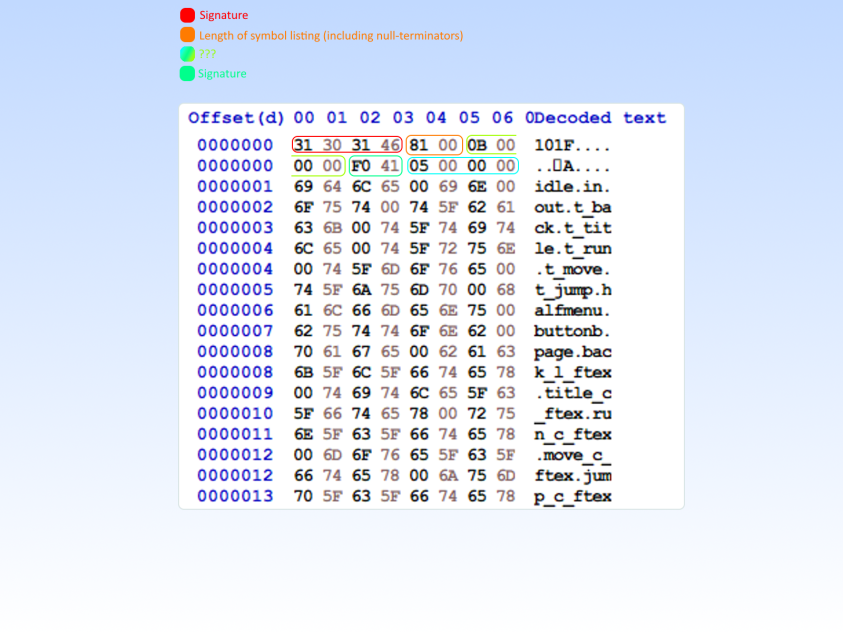 Signature
Length of symbol listing (including null-terminators)
???
Signature
Offset(d) 00 01 02 03 04 05 06 0Decoded text
0000000 31 30 31 46 81 00 0B 00 101F....
0000000 00 00 F0 41 05 00 00 00 ..▯A....
0000001 69 64 6C 65 00 69 6E 00 idle.in.
0000002 6F 75 74 00 74 5F 62 61 out.t_ba
0000003 63 6B 00 74 5F 74 69 74 ck.t_tit
0000004 6C 65 00 74 5F 72 75 6E le.t_run
0000004 00 74 5F 6D 6F 76 65 00 .t_move.
0000005 74 5F 6A 75 6D 70 00 68 t_jump.h
0000006 61 6C 66 6D 65 6E 75 00 alfmenu.
0000007 62 75 74 74 6F 6E 62 00 buttonb.
0000008 70 61 67 65 00 62 61 63 page.bac
0000008 6B 5F 6C 5F 66 74 65 78 k_l_ftex
0000009 00 74 69 74 6C 65 5F 63 .title_c
0000010 5F 66 74 65 78 00 72 75 _ftex.ru
0000011 6E 5F 63 5F 66 74 65 78 n_c_ftex
0000012 00 6D 6F 76 65 5F 63 5F .move_c_
0000012 66 74 65 78 00 6A 75 6D ftex.jum
0000013 70 5F 63 5F 66 74 65 78 p_c_ftex